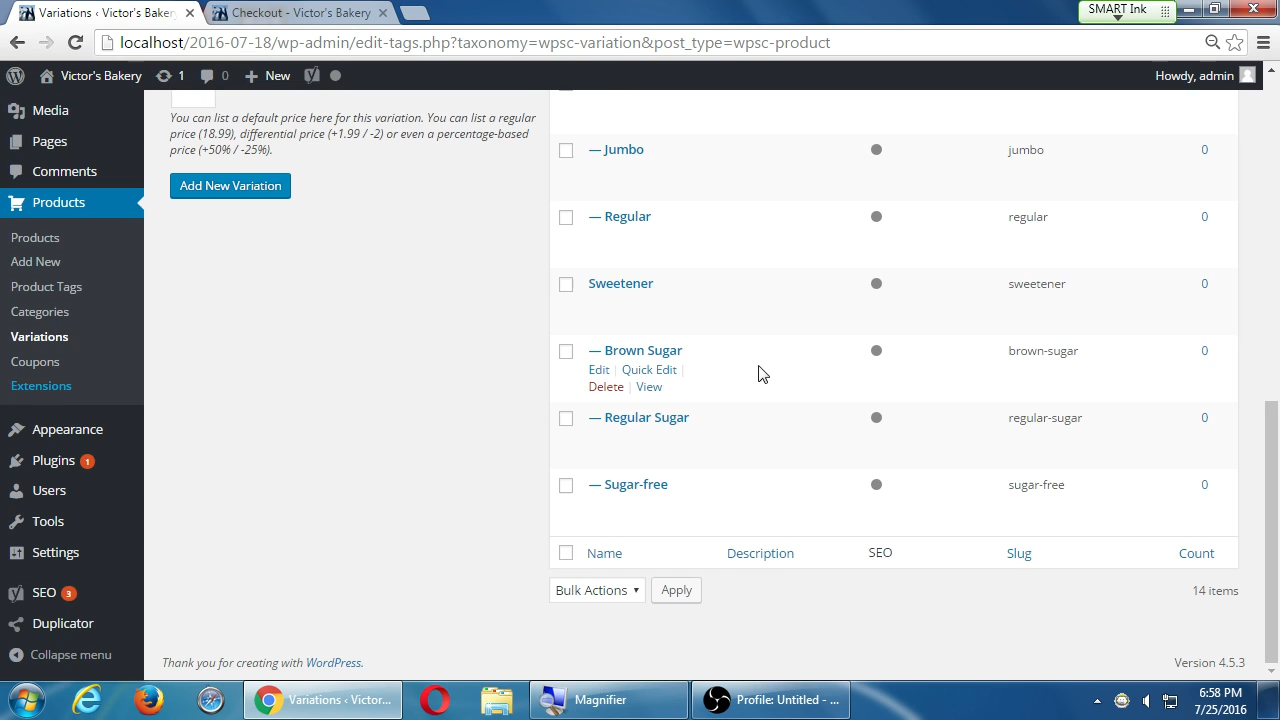 Variations ‹ Victor's Bakery
Checkout - Victor's Bakery
SMART Ink
localhost/2016-07-18/wp-admin/edit-tags.php?taxonomy=wpsc-variation&post_type=wpsc-product
Victor's Bakery
1
0
New
Howdy, admin
Media
Pages
Comments
Products
Products
Add New
Product Tags
Categories
Variations
Coupons
Extensions
Appearance
Plugins 1
Users
Tools
Settings
SEO 3
Duplicator
Collapse menu
You can list a default price here for this variation. You can list a regular
price (18.99), differential price (+1.99 / -2) or even a percentage-based
price (+50% / -25%).
Add New Variation
— Jumbo jumbo 0
— Regular regular 0
Sweetener sweetener 0
— Brown Sugar brown-sugar 0
Edit | Quick Edit |
Delete | View
— Regular Sugar regular-sugar 0
— Sugar-free sugar-free 0
Name Description SEO Slug Count
Bulk Actions Apply 14 items
Thank you for creating with WordPress. Version 4.5.3
Variations ‹ Victor...
Magnifier
Profile: Untitled - ...
6:58 PM
7/25/2016